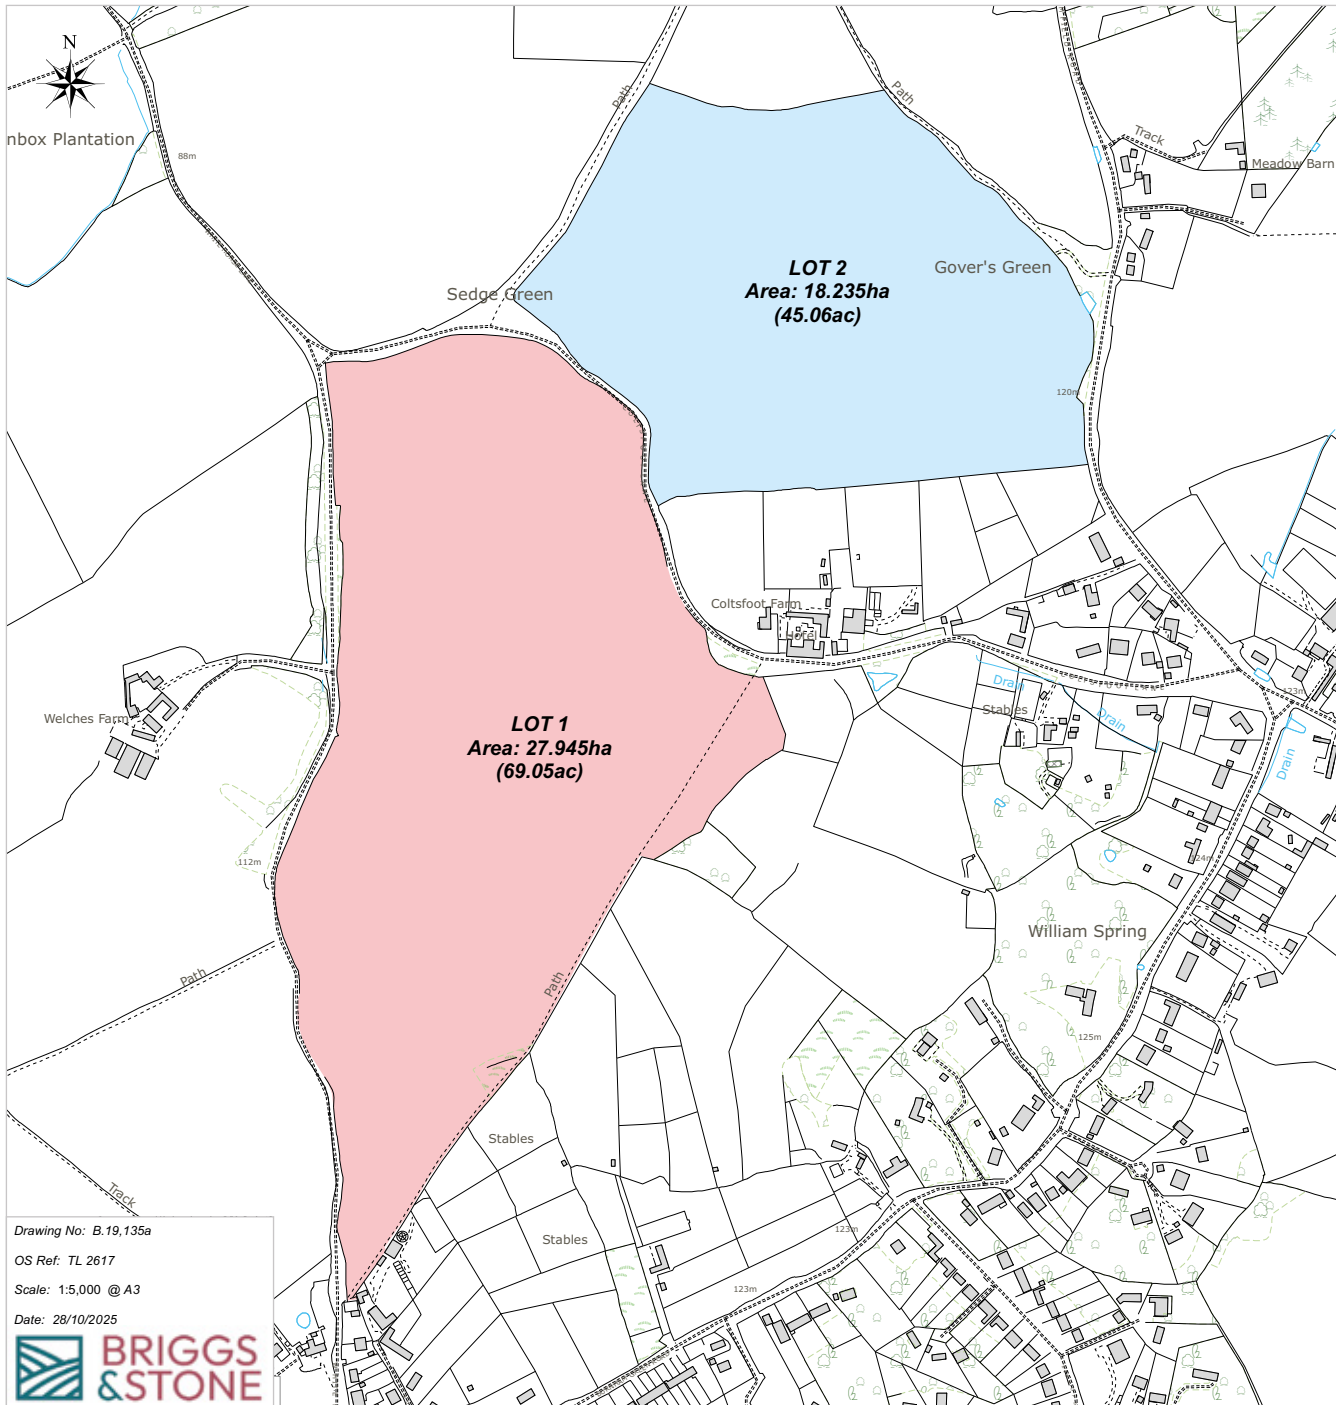 N
Path
Path
Track
nbox Plantation
88m
Meadow Barn
LOT 2
Area: 18.235ha
(45.06ac)
Gover's Green
Sedge Green
120m
Coltsfoot Farm
Hotel
Drain
Stables
Drain
123m
Drain
Welches Farm
LOT 1
Area: 27.945ha
(69.05ac)
112m
124m
William Spring
Path
Path
125m
Stables
Track
Stables
123m
123m
Drawing No: B.19,135a
OS Ref: TL 2617
Scale: 1:5,000 @ A3
Date: 28/10/2025
BRIGGS
&STONE